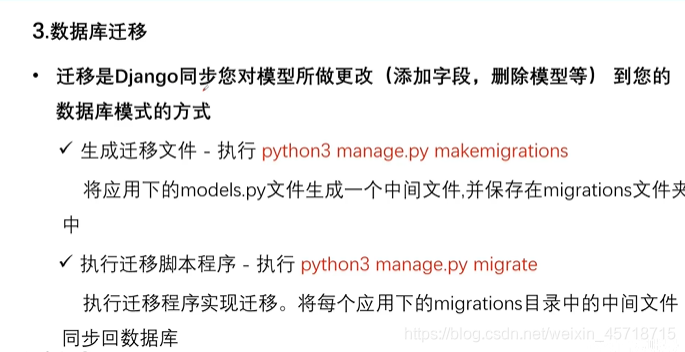 3.数据库迁移
• 迁移是Django同步您对模型所做更改（添加字段，删除模型等） 到您的
数据库模式的方式
✓ 生成迁移文件 - 执行 python3 manage.py makemigrations
将应用下的models.py文件生成一个中间文件,并保存在migrations文件夹
中
✓ 执行迁移脚本程序 - 执行 python3 manage.py migrate
执行迁移程序实现迁移。将每个应用下的migrations目录中的中间文件
同步回数据库
https://blog.csdn.net/weixin_45718715